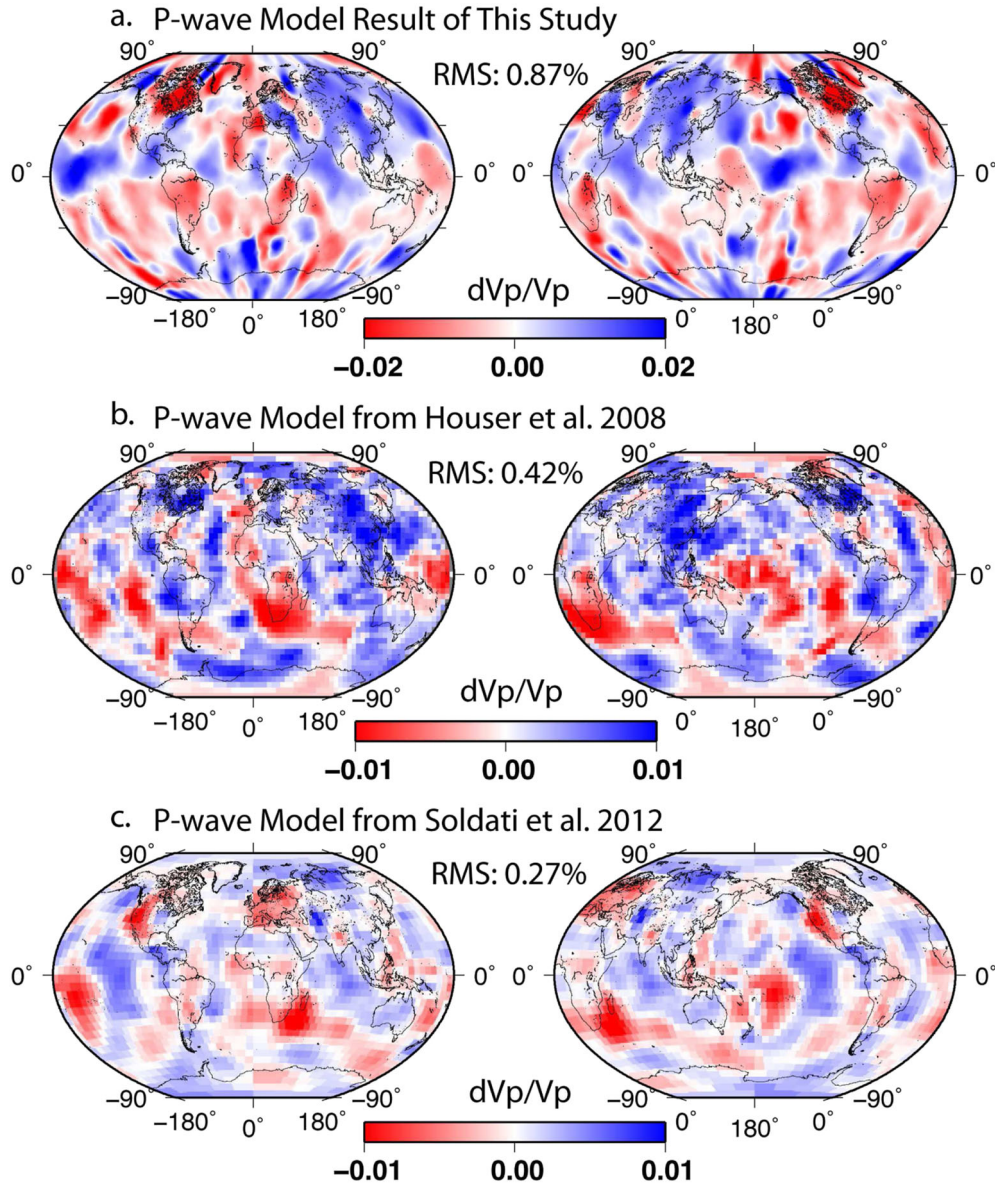 a. P-wave Model Result of This Study
90° RMS: 0.87% 90°
0° 0° 0° 0°
−90 −90° −90 −90°
dVp/Vp
−180° 0 180° 0° 180° 0°
−0.02 0.00 0.02
b. P-wave Model from Houser et al. 2008
90° 90° 90° 90°
RMS: 0.42%
0° 0° 0° 0°
−90 −90° −90 −90°
dVp/Vp
−180° 0° 180° 0° 180° 0°
−0.01 0.00 0.01
c. P-wave Model from Soldati et al. 2012
90° 90° 90° 90°
RMS: 0.27%
0° 0° 0° 0°
−90° −90° −90° −90°
dVp/Vp
−180° 0° 180° 0° 180° 0°
−0.01 0.00 0.01